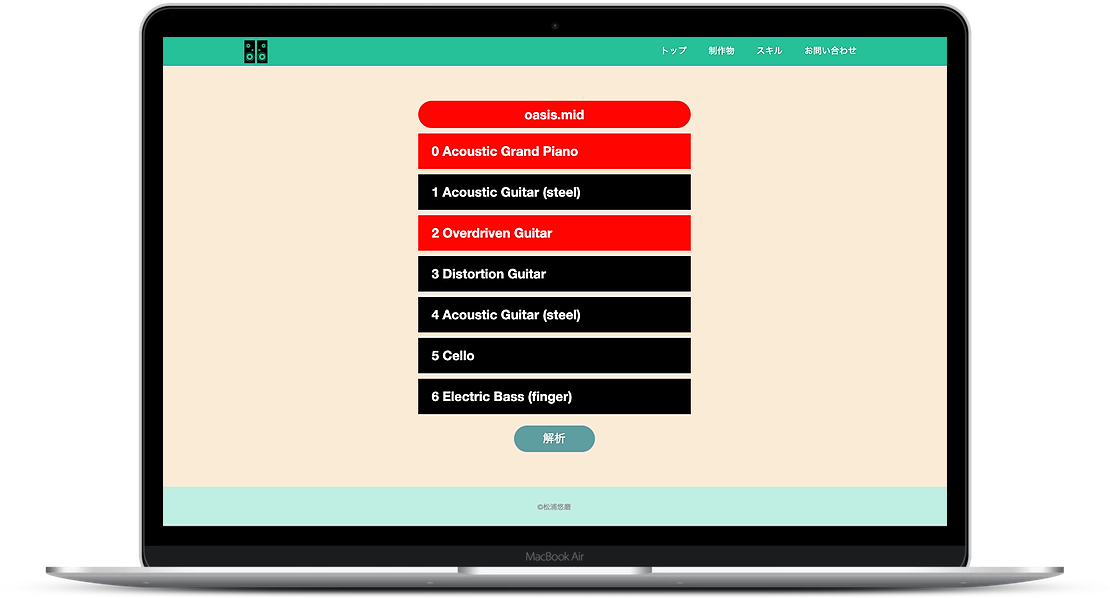 トップ 制作物 スキル お問い合わせ
oasis.mid
0 Acoustic Grand Piano
1 Acoustic Guitar (steel)
2 Overdriven Guitar
3 Distortion Guitar
4 Acoustic Guitar (steel)
5 Cello
6 Electric Bass (finger)
解析
©松浦悠磨
MacBook Air